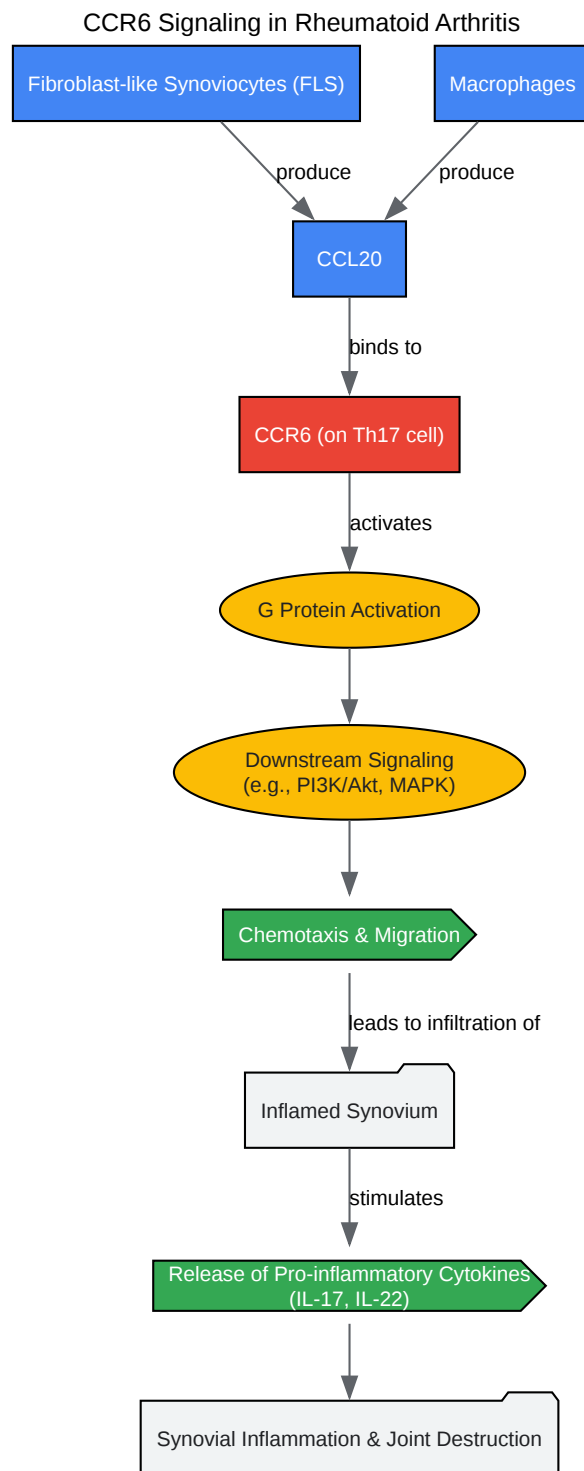 CCR6 Signaling in Rheumatoid Arthritis
Fibroblast-like Synoviocytes (FLS)
Macrophages
produce
produce
CCL20
binds to
CCR6 (on Th17 cell)
activates
G Protein Activation
Downstream Signaling
(e.g., PI3K/Akt, MAPK)
Chemotaxis & Migration
leads to infiltration of
Inflamed Synovium
stimulates
Release of Pro-inflammatory Cytokines
(IL-17, IL-22)
Synovial Inflammation & Joint Destruction